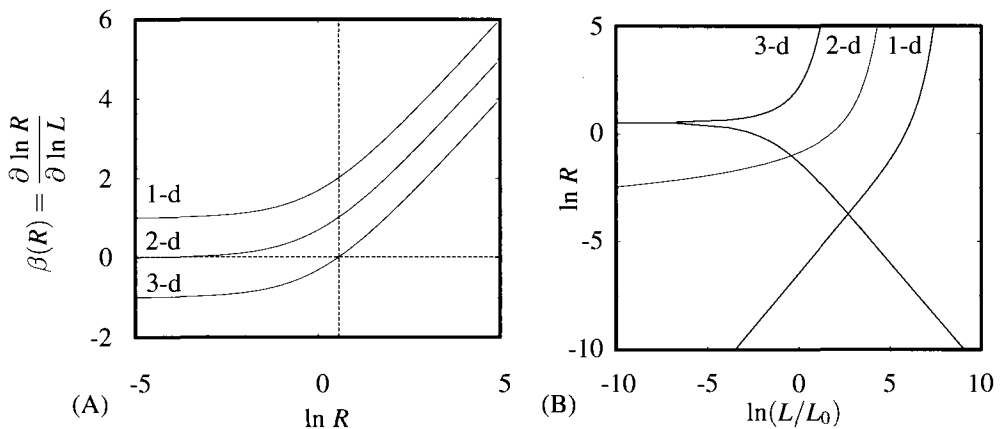 6
4
2
0
-2
β(R) = ∂ ln R / ∂ ln L
1-d
2-d
3-d
-5
0
5
ln R
(A)
5
0
-5
-10
ln R
3-d
2-d
1-d
-10
-5
0
5
10
ln(L/L₀)
(B)